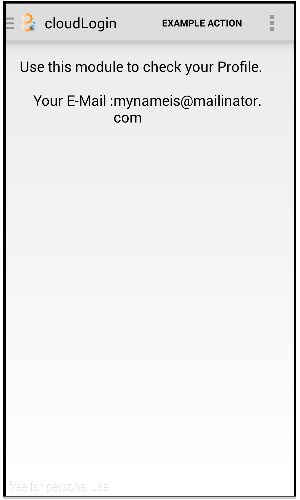 cloudLogin EXAMPLE ACTION
Use this module to check your Profile.
Your E-Mail :mynameis@mailinator.
com
free for personal use